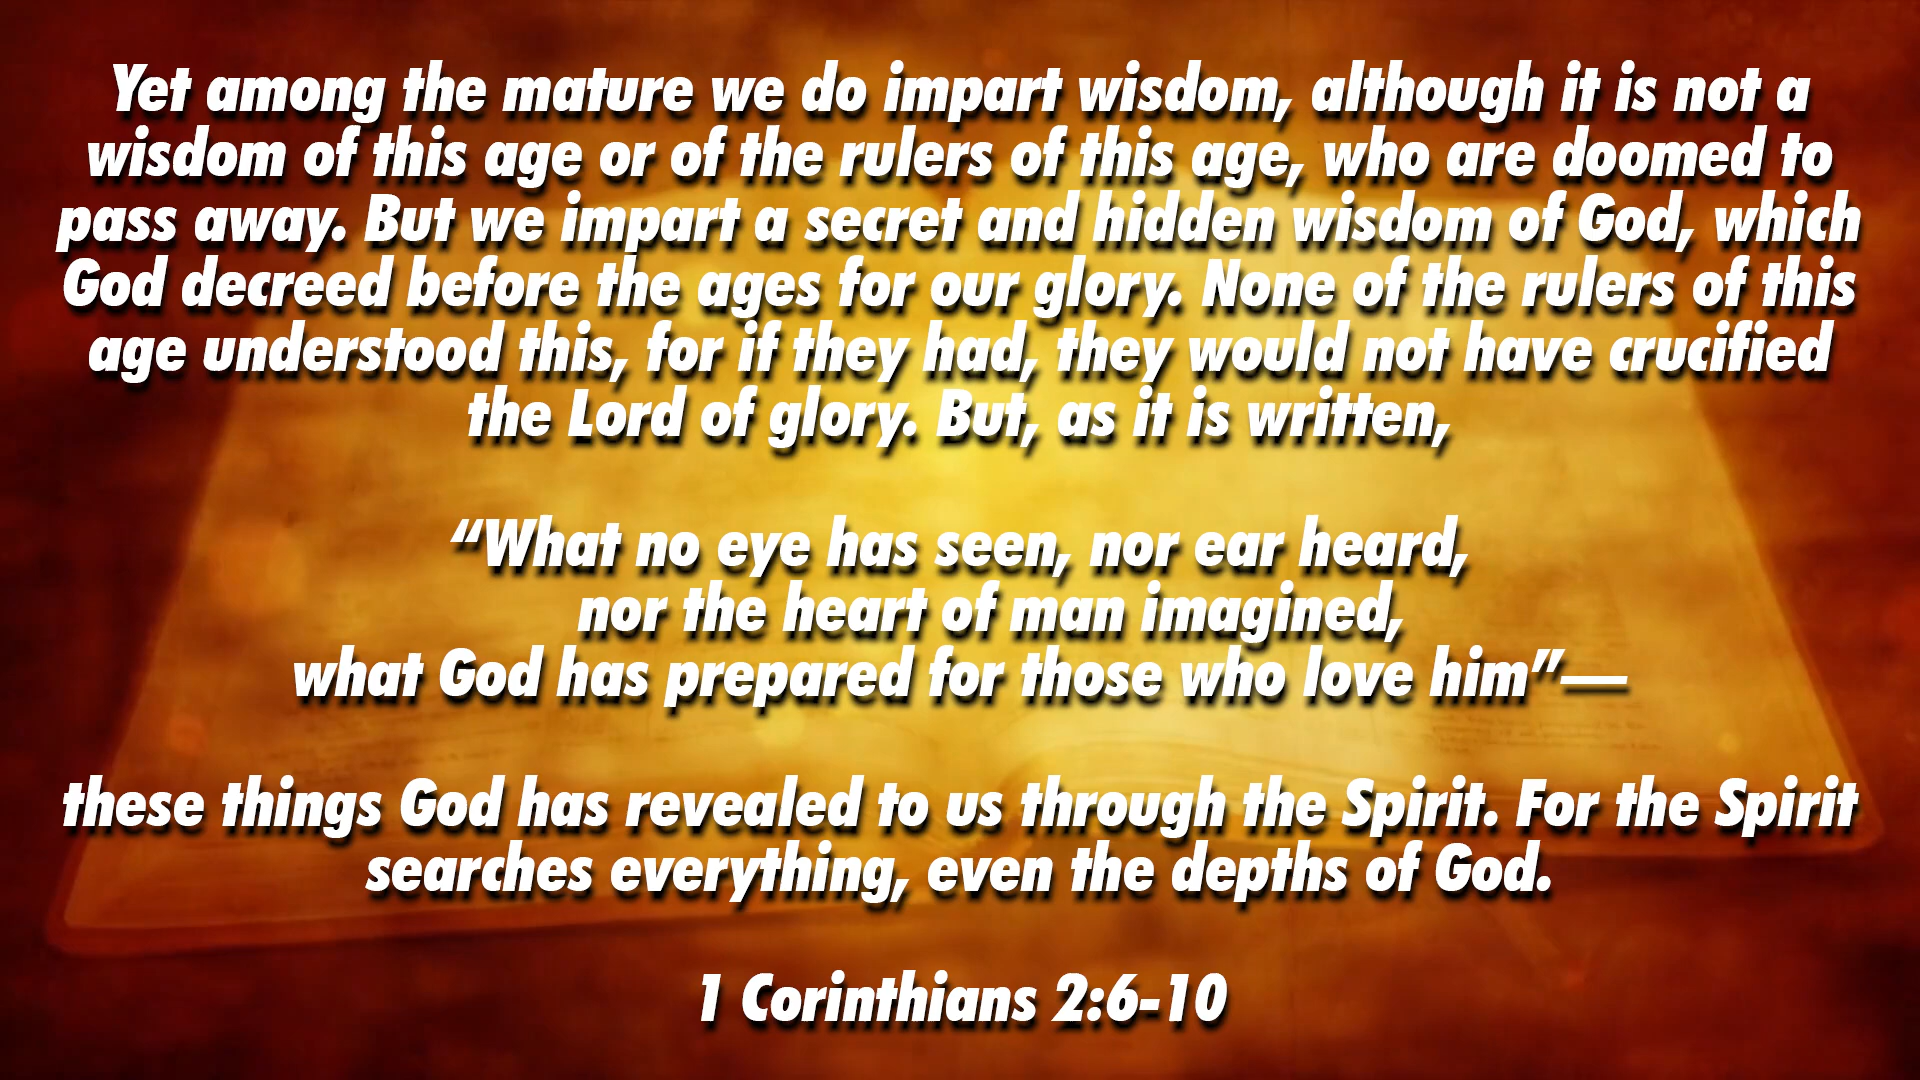 Yet among the mature we do impart wisdom, although it is not a
wisdom of this age or of the rulers of this age, who are doomed to
pass away. But we impart a secret and hidden wisdom of God, which
God decreed before the ages for our glory. None of the rulers of this
age understood this, for if they had, they would not have crucified
the Lord of glory. But, as it is written,
“What no eye has seen, nor ear heard,
nor the heart of man imagined,
what God has prepared for those who love him”—
these things God has revealed to us through the Spirit. For the Spirit
searches everything, even the depths of God.
1 Corinthians 2:6-10